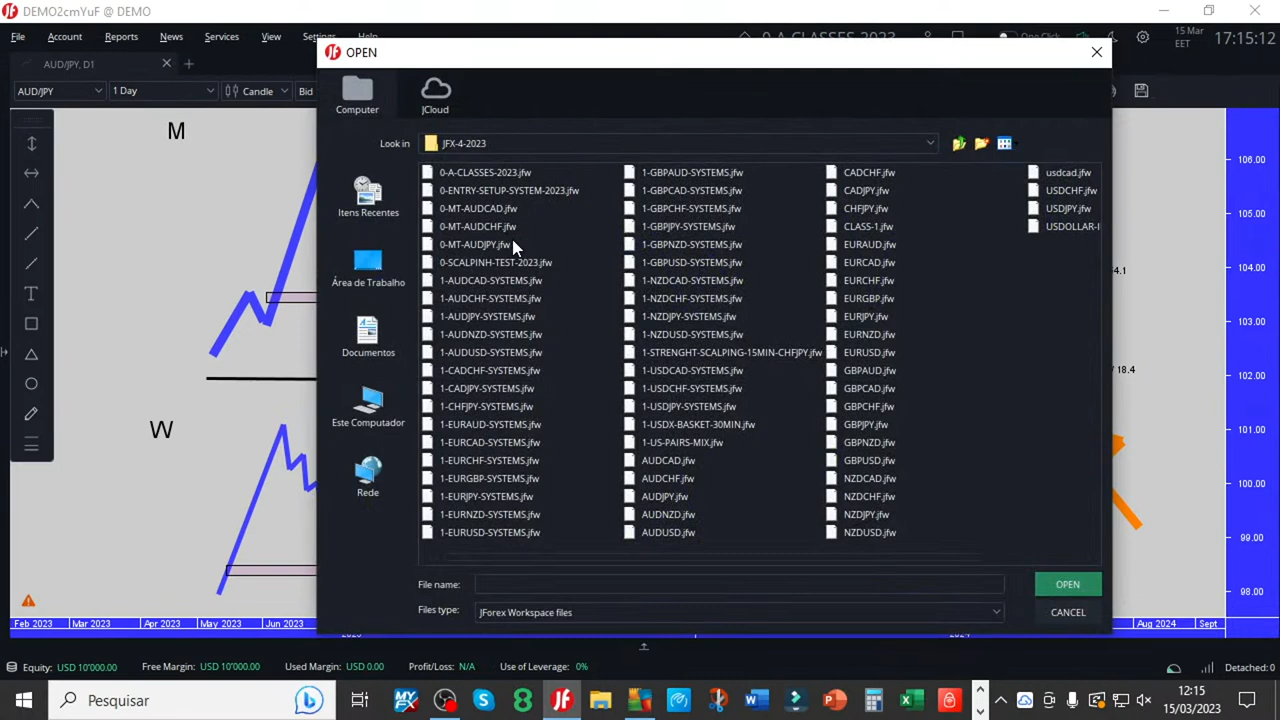 DEMO2cmYuF @ DEMO
File Account Reports News Services View Settings 0-A-CLASSES-2023 One Click 15 Mar 17:15:12
EET
AUD/JPY, D1
AUD/JPY 1 Day Candle Bid
OPEN
Computer JCloud
Look in JFX-4-2023
Itens Recentes
Área de Trabalho
Documentos
Este Computador
Rede
0-A-CLASSES-2023.jfw
0-ENTRY-SETUP-SYSTEM-2023.jfw
0-MT-AUDCAD.jfw
0-MT-AUDCHF.jfw
0-MT-AUDJPY.jfw
0-SCALPINH-TEST-2023.jfw
1-AUDCAD-SYSTEMS.jfw
1-AUDCHF-SYSTEMS.jfw
1-AUDJPY-SYSTEMS.jfw
1-AUDNZD-SYSTEMS.jfw
1-AUDUSD-SYSTEMS.jfw
1-CADCHF-SYSTEMS.jfw
1-CADJPY-SYSTEMS.jfw
1-CHFJPY-SYSTEMS.jfw
1-EURAUD-SYSTEMS.jfw
1-EURCAD-SYSTEMS.jfw
1-EURCHF-SYSTEMS.jfw
1-EURGBP-SYSTEMS.jfw
1-EURJPY-SYSTEMS.jfw
1-EURNZD-SYSTEMS.jfw
1-EURUSD-SYSTEMS.jfw
1-GBPAUD-SYSTEMS.jfw
1-GBPCAD-SYSTEMS.jfw
1-GBPCHF-SYSTEMS.jfw
1-GBPJPY-SYSTEMS.jfw
1-GBPNZD-SYSTEMS.jfw
1-GBPUSD-SYSTEMS.jfw
1-NZDCAD-SYSTEMS.jfw
1-NZDCHF-SYSTEMS.jfw
1-NZDJPY-SYSTEMS.jfw
1-NZDUSD-SYSTEMS.jfw
1-STRENGHT-SCALPING-15MIN-CHFJPY.jfw
1-USDCAD-SYSTEMS.jfw
1-USDCHF-SYSTEMS.jfw
1-USDJPY-SYSTEMS.jfw
1-USDX-BASKET-30MIN.jfw
1-US-PAIRS-MIX.jfw
AUDCAD.jfw
AUDCHF.jfw
AUDJPY.jfw
AUDNZD.jfw
AUDUSD.jfw
CADCHF.jfw
CADJPY.jfw
CHFJPY.jfw
CLASS-1.jfw
EURAUD.jfw
EURCAD.jfw
EURCHF.jfw
EURGBP.jfw
EURJPY.jfw
EURNZD.jfw
EURUSD.jfw
GBPAUD.jfw
GBPCAD.jfw
GBPCHF.jfw
GBPJPY.jfw
GBPNZD.jfw
GBPUSD.jfw
NZDCAD.jfw
NZDCHF.jfw
NZDJPY.jfw
NZDUSD.jfw
usdcad.jfw
USDCHF.jfw
USDJPY.jfw
USDOLLAR-I
File name: OPEN
Files type: JForex Workspace files CANCEL
M
W
4.1
/ 18.4
106.00
105.00
104.00
103.00
102.00
101.00
100.00
99.00
98.00
Feb 2023 Mar 2023 Apr 2023 May 2023 Jun 2023 Aug 2024 Sept
Equity: USD 10'000.00 Free Margin: USD 10'000.00 Used Margin: USD 0.00 Profit/Loss: N/A Use of Leverage: 0% Detached: 0
Pesquisar
12:15
15/03/2023